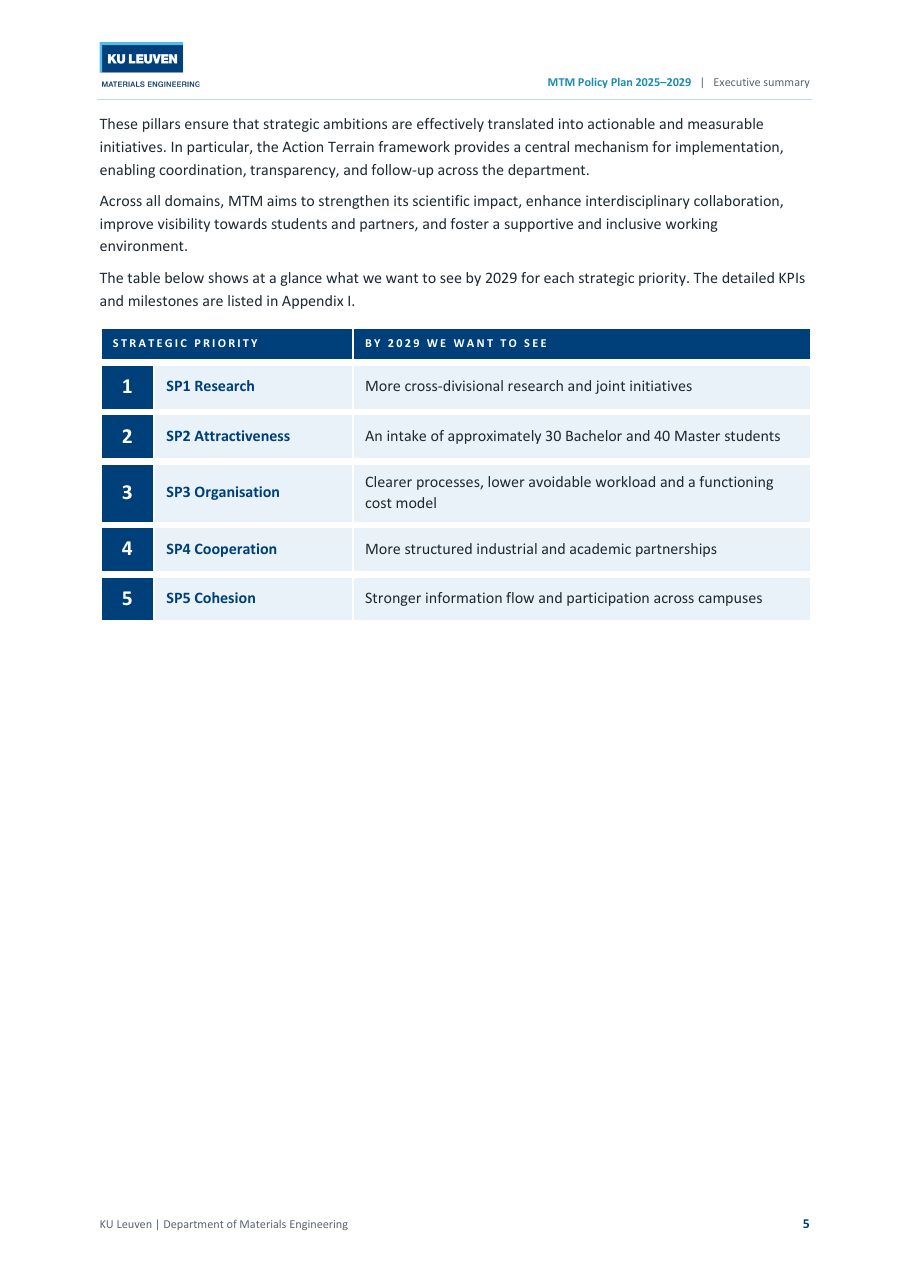 KU LEUVEN
MATERIALS ENGINEERING
MTM Policy Plan 2025–2029 | Executive summary
These pillars ensure that strategic ambitions are effectively translated into actionable and measurable
initiatives. In particular, the Action Terrain framework provides a central mechanism for implementation,
enabling coordination, transparency, and follow-up across the department.
Across all domains, MTM aims to strengthen its scientific impact, enhance interdisciplinary collaboration,
improve visibility towards students and partners, and foster a supportive and inclusive working
environment.
The table below shows at a glance what we want to see by 2029 for each strategic priority. The detailed KPIs
and milestones are listed in Appendix I.
STRATEGIC PRIORITY BY 2029 WE WANT TO SEE
1 SP1 Research More cross-divisional research and joint initiatives
2 SP2 Attractiveness An intake of approximately 30 Bachelor and 40 Master students
3 SP3 Organisation Clearer processes, lower avoidable workload and a functioning
cost model
4 SP4 Cooperation More structured industrial and academic partnerships
5 SP5 Cohesion Stronger information flow and participation across campuses
KU Leuven | Department of Materials Engineering 5